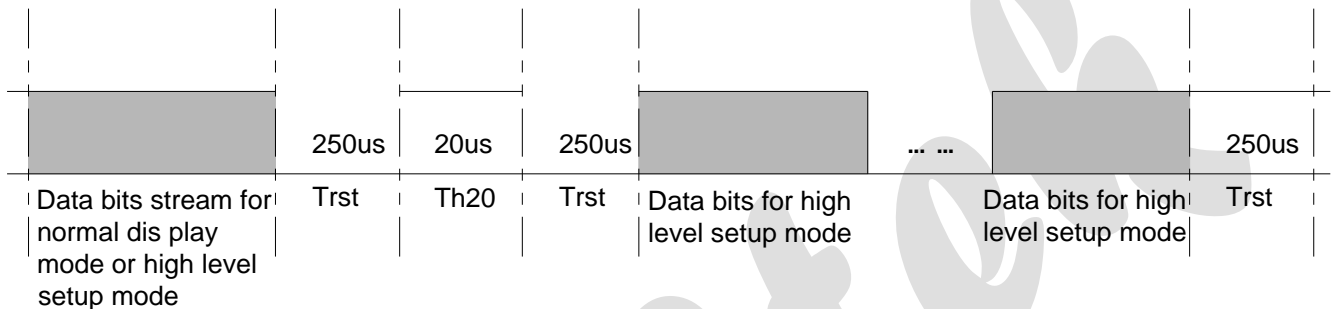 250us
20us
250us
... ...
250us
Trst
Th20
Trst
Trst
Data bits stream for
normal dis play
mode or high level
setup mode
Data bits for high
level setup mode
Data bits for high
level setup mode